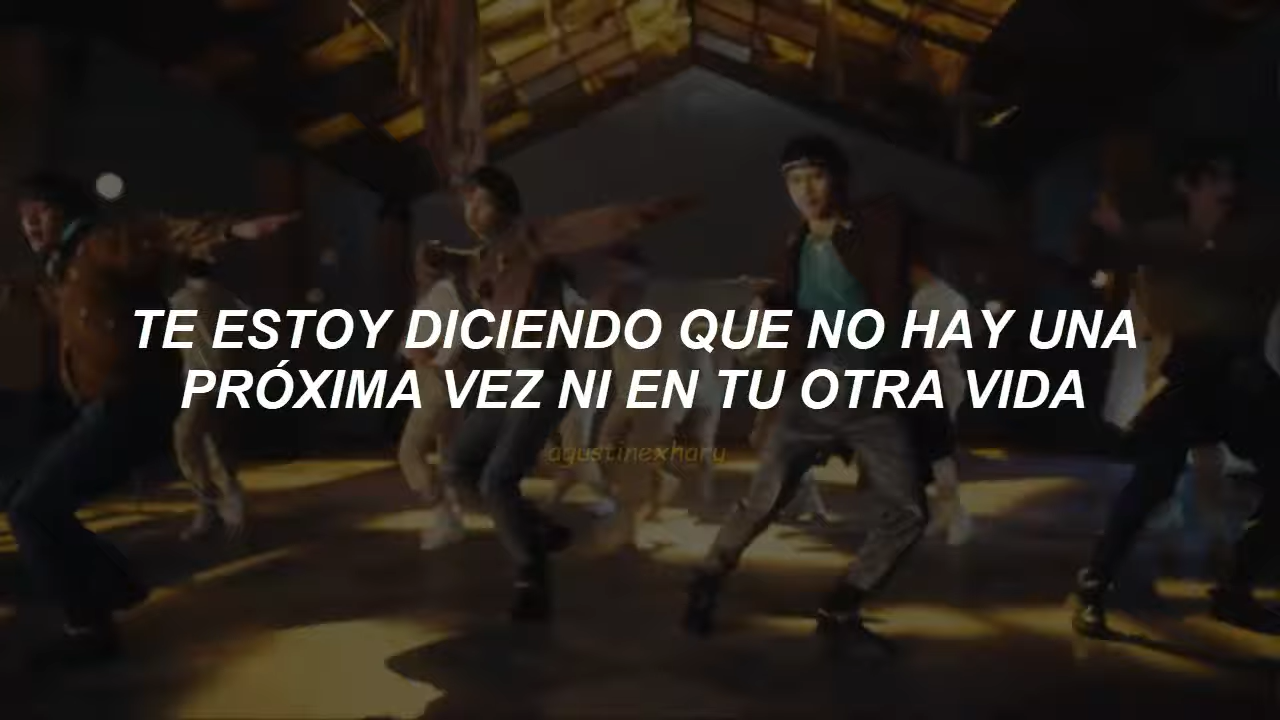 TE ESTOY DICIENDO QUE NO HAY UNA
PRÓXIMA VEZ NI EN TU OTRA VIDA
agustinexhary